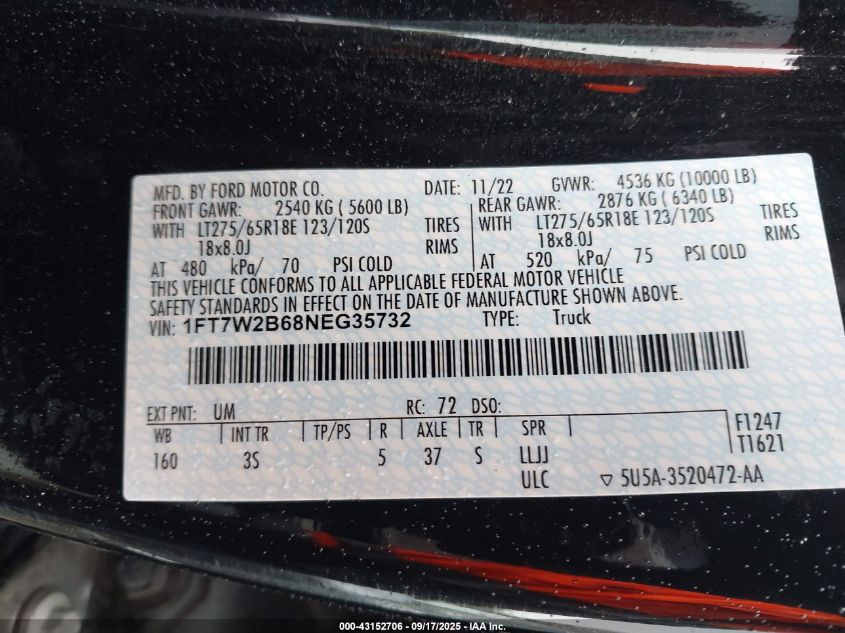 MFD. BY FORD MOTOR CO. DATE: 11/22 GVWR: 4536 KG (10000 LB)
FRONT GAWR: 2540 KG ( 5600 LB) REAR GAWR: 2876 KG ( 6340 LB)
WITH LT275/65R18E 123/120S TIRES WITH LT275/65R18E 123/120S TIRES
18x8.0J RIMS 18x8.0J RIMS
AT 480 kPa/ 70 PSI COLD AT 520 kPa/ 75 PSI COLD
THIS VEHICLE CONFORMS TO ALL APPLICABLE FEDERAL MOTOR VEHICLE
SAFETY STANDARDS IN EFFECT ON THE DATE OF MANUFACTURE SHOWN ABOVE.
VIN: 1FT7W2B68NEG35732 TYPE: Truck
EXT PNT: UM RC: 72 DSO:
WB INT TR TP/PS R AXLE TR SPR F1247
160 3S 5 37 S LLJJ T1621
ULC ▽ 5U5A-3520472-AA
000-43152706 - 09/17/2025 - IAA Inc.